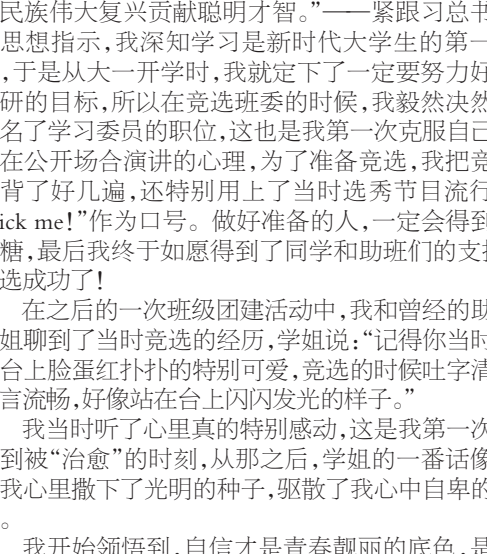 民族伟大复兴贡献聪明才智。”——紧跟习总书
思想指示,我深知学习是新时代大学生的第一
,于是从大一开学时,我就定下了一定要努力好
研的目标,所以在竞选班委的时候,我毅然决然
名了学习委员的职位,这也是我第一次克服自己
在公开场合演讲的心理,为了准备竞选,我把竞
背了好几遍,还特别用上了当时选秀节目流行
ick me!”作为口号。做好准备的人,一定会得到
糖,最后我终于如愿得到了同学和助班们的支
选成功了!
在之后的一次班级团建活动中,我和曾经的助
姐聊到了当时竞选的经历,学姐说:“记得你当时
台上脸蛋红扑扑的特别可爱,竞选的时候吐字清
言流畅,好像站在台上闪闪发光的样子。”
我当时听了心里真的特别感动,这是我第一次
到被“治愈”的时刻,从那之后,学姐的一番话像
我心里撒下了光明的种子,驱散了我心中自卑的
。
我开始领悟到,自信才是青春靓丽的底色,是